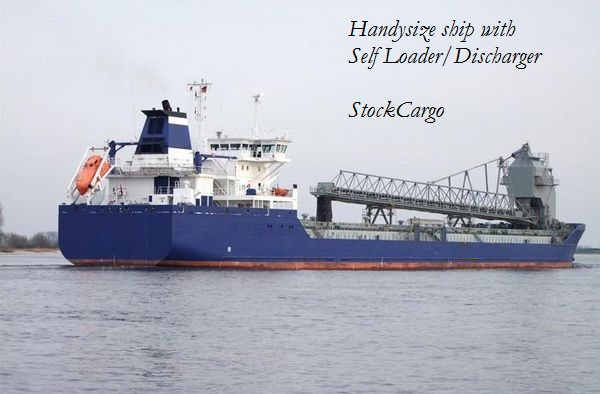 Handysize ship with
Self Loader/Discharger
StockCargo